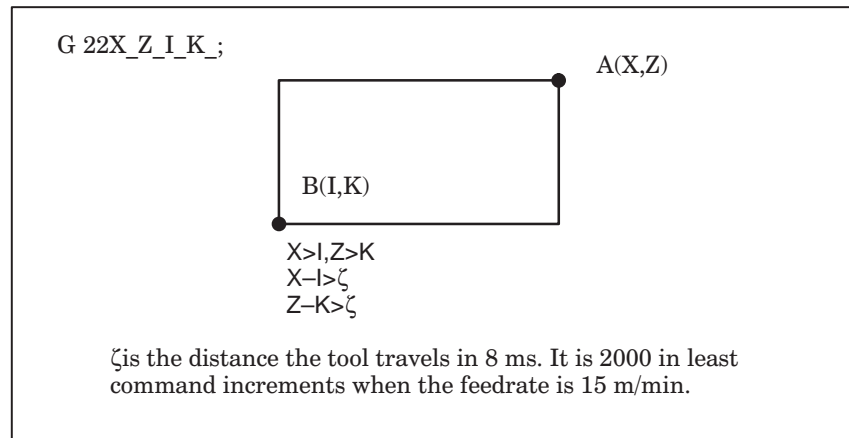 G 22X_Z_I_K_;
A(X,Z)
B(I,K)
X>I,Z>K
X–I>ζ
Z–K>ζ
ζis the distance the tool travels in 8 ms. It is 2000 in least
command increments when the feedrate is 15 m/min.